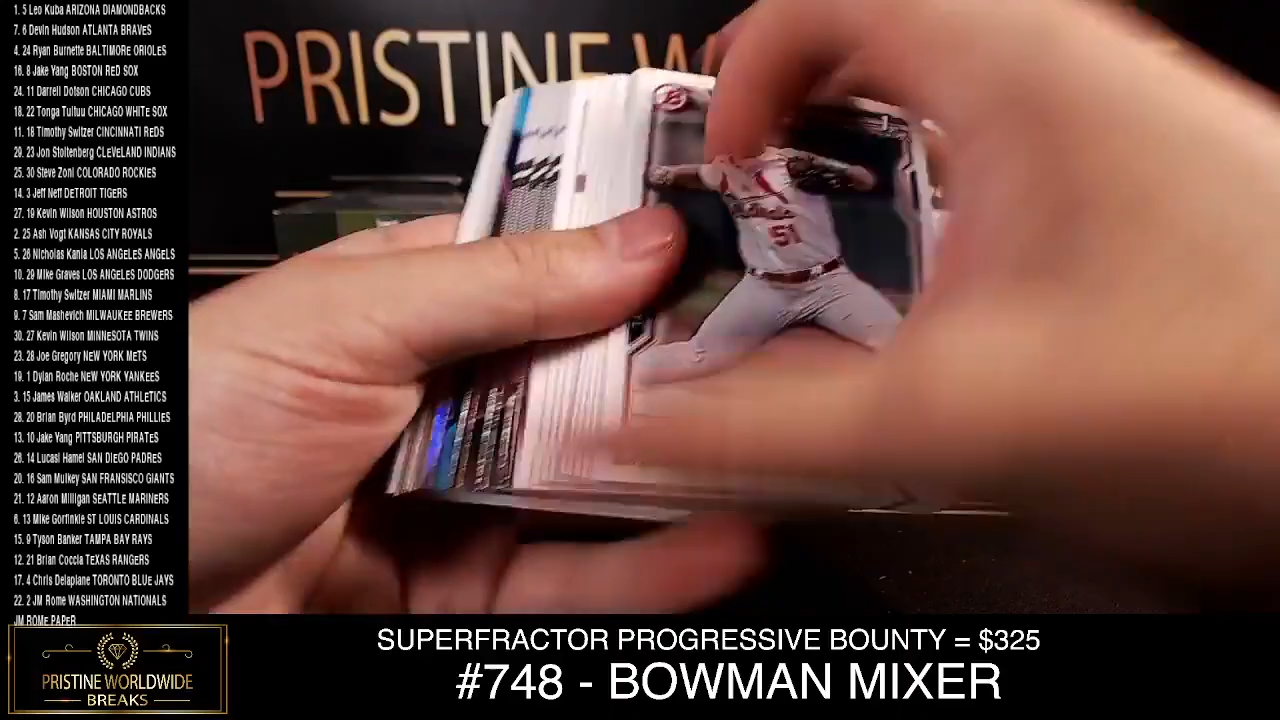 1. 5 Leo Kuba ARIZONA DIAMONDBACKS
7. 6 Devin Hudson ATLANTA BRAVES
4. 24 Ryan Burnette BALTIMORE ORIOLES
16. 8 Jake Yang BOSTON RED SOX
24. 11 Darrell Dotson CHICAGO CUBS
18. 22 Tonga Tuituu CHICAGO WHITE SOX
11. 18 Timothy Switzer CINCINNATI REDS
29. 23 Jon Stoltenberg CLEVELAND INDIANS
25. 30 Steve Zoni COLORADO ROCKIES
14. 3 Jeff Neff DETROIT TIGERS
27. 19 Kevin Wilson HOUSTON ASTROS
2. 25 Ash Vogt KANSAS CITY ROYALS
5. 26 Nicholas Kania LOS ANGELES ANGELS
10. 29 Mike Graves LOS ANGELES DODGERS
8. 17 Timothy Switzer MIAMI MARLINS
9. 7 Sam Mashevich MILWAUKEE BREWERS
30. 27 Kevin Wilson MINNESOTA TWINS
23. 28 Joe Gregory NEW YORK METS
19. 1 Dylan Roche NEW YORK YANKEES
3. 15 James Walker OAKLAND ATHLETICS
28. 20 Brian Byrd PHILADELPHIA PHILLIES
13. 10 Jake Yang PITTSBURGH PIRATES
26. 14 Lucasl Hamel SAN DIEGO PADRES
20. 16 Sam Mulkey SAN FRANSISCO GIANTS
21. 12 Aaron Milligan SEATTLE MARINERS
6. 13 Mike Gorfinkle ST LOUIS CARDINALS
15. 9 Tyson Banker TAMPA BAY RAYS
12. 21 Brian Coccia TEXAS RANGERS
17. 4 Chris Delaplane TORONTO BLUE JAYS
22. 2 JM Rome WASHINGTON NATIONALS
JM ROME PAPER
PRISTINE W
51
PRISTINE WORLDWIDE
BREAKS
SUPERFRACTOR PROGRESSIVE BOUNTY = $325
#748 - BOWMAN MIXER